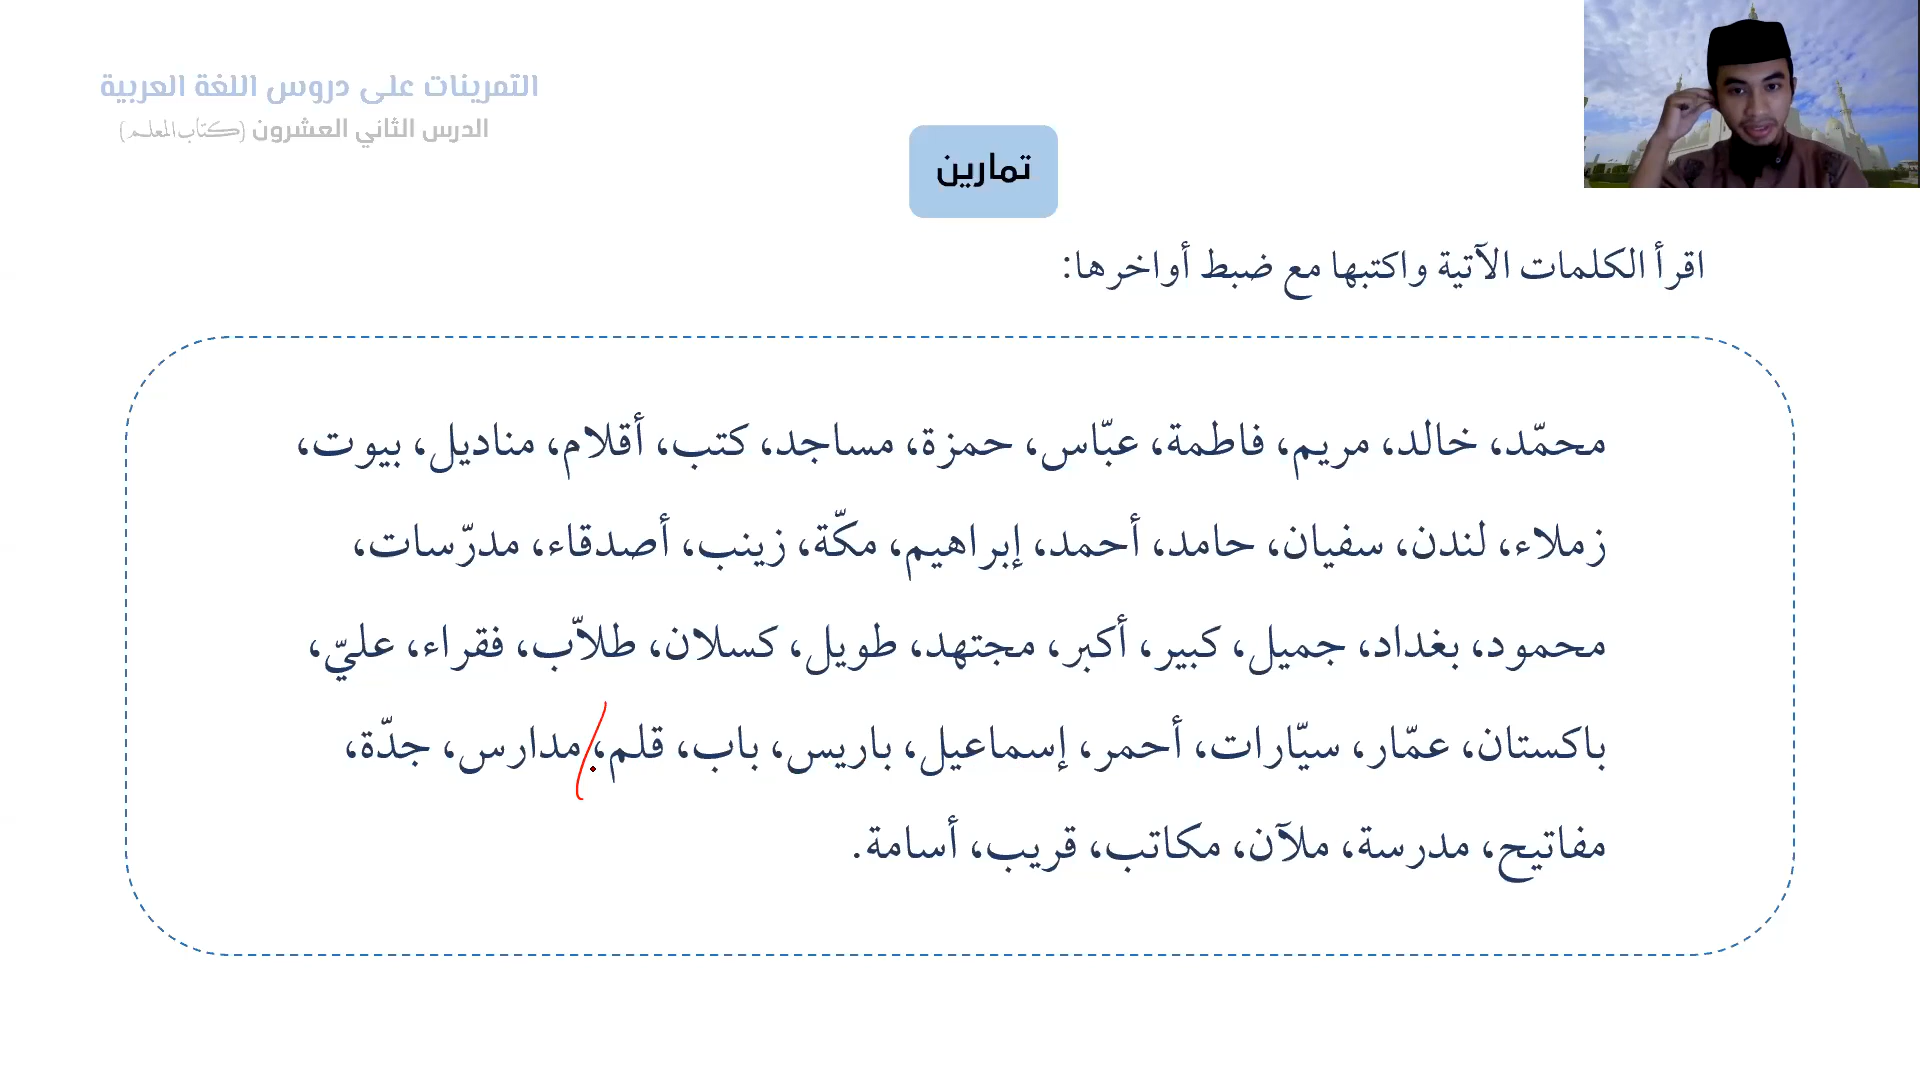 التمرينات على دروس اللغة العربية
الدرس الثاني العشرون (كتاب المعلم)
تمارين
اقرأ الكلمات الآتية واكتبها مع ضبط أواخرها:
محمّد، خالد، مريم، فاطمة، عبّاس، حمزة، مساجد، كتب، أقلام، مناديل، بيوت،
زملاء، لندن، سفيان، حامد، أحمد، إبراهيم، مكّة، زينب، أصدقاء، مدرّسات،
محمود، بغداد، جميل، كبير، أكبر، مجتهد، طويل، كسلان، طلاّب، فقراء، عليّ،
باكستان، عمّار، سيّارات، أحمر، إسماعيل، باريس، باب، قلم، مدارس، جدّة،
مفاتيح، مدرسة، ملآن، مكاتب، قريب، أسامة.